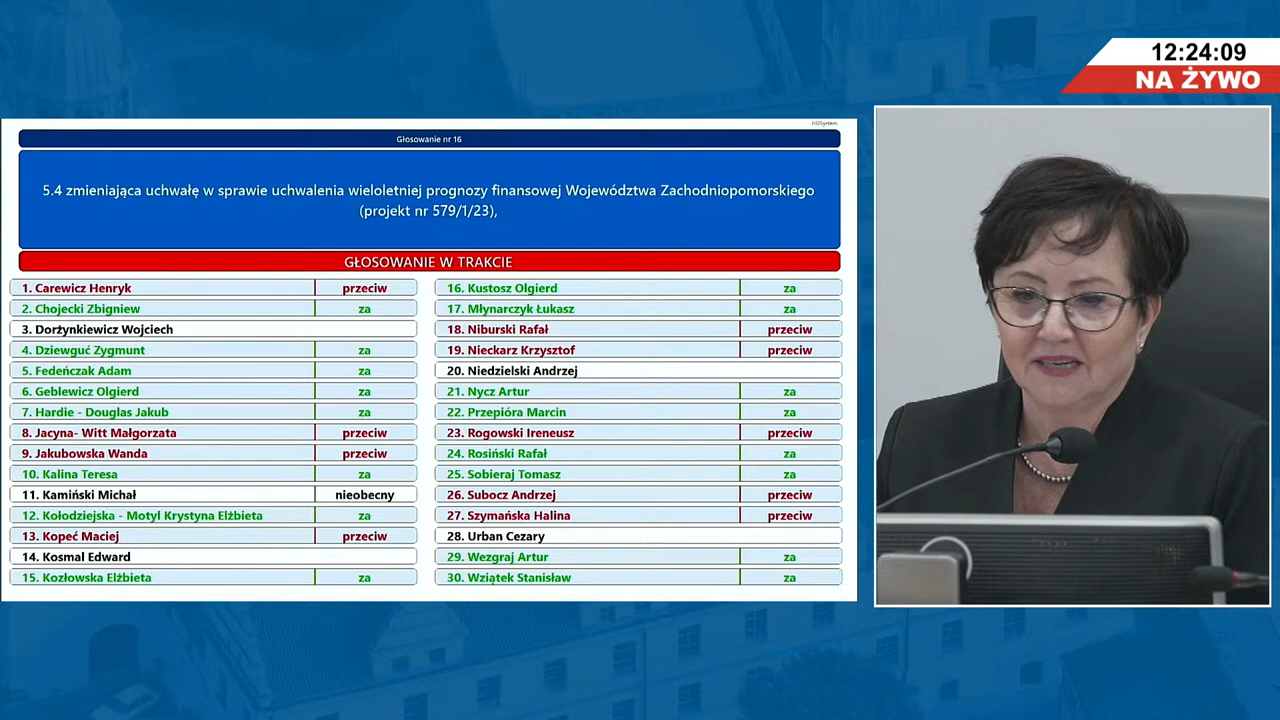 12:24:09
NA ŻYWO
HDSystem
Głosowanie nr 16
5.4 zmieniająca uchwałę w sprawie uchwalenia wieloletniej prognozy finansowej Województwa Zachodniopomorskiego
(projekt nr 579/1/23),
GŁOSOWANIE W TRAKCIE
1. Carewicz Henryk przeciw
2. Chojecki Zbigniew za
3. Dorżynkiewicz Wojciech
4. Dziewguć Zygmunt za
5. Fedeńczak Adam za
6. Geblewicz Olgierd za
7. Hardie - Douglas Jakub za
8. Jacyna- Witt Małgorzata przeciw
9. Jakubowska Wanda przeciw
10. Kalina Teresa za
11. Kamiński Michał nieobecny
12. Kołodziejska - Motyl Krystyna Elżbieta za
13. Kopeć Maciej przeciw
14. Kosmal Edward
15. Kozłowska Elżbieta za
16. Kustosz Olgierd za
17. Młynarczyk Łukasz za
18. Niburski Rafał przeciw
19. Nieckarz Krzysztof przeciw
20. Niedzielski Andrzej
21. Nycz Artur za
22. Przepióra Marcin za
23. Rogowski Ireneusz przeciw
24. Rosiński Rafał za
25. Sobieraj Tomasz za
26. Subocz Andrzej przeciw
27. Szymańska Halina przeciw
28. Urban Cezary
29. Wezgraj Artur za
30. Wziątek Stanisław za